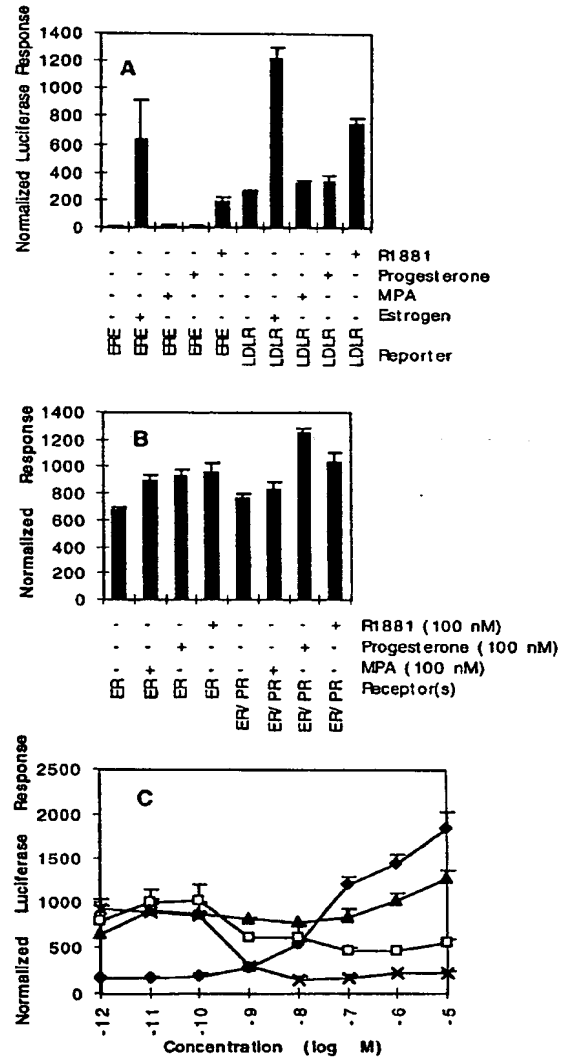 Normalized Luciferase Response
1400
1200
1000
800
600
400
200
0
A
- - - - + - - - - + R1881
- - - + - - - - + - Progesterone
- - + - - - - + - - MPA
- + - - - - + - - - Estrogen
ERE ERE ERE ERE ERE LDLR LDLR LDLR LDLR LDLR Reporter
Normalized Response
1400
1200
1000
800
600
400
200
0
B
- - - + - - - + R1881 (100 nM)
- - + - - - + - Progesterone (100 nM)
- + - - - + - - MPA (100 nM)
ER ER ER ER ER/PR ER/PR ER/PR ER/PR Receptor(s)
Normalized Luciferase Response
2500
2000
1500
1000
500
0
C
-12 -11 -10 -9 -8 -7 -6 -5
Concentration (log M)